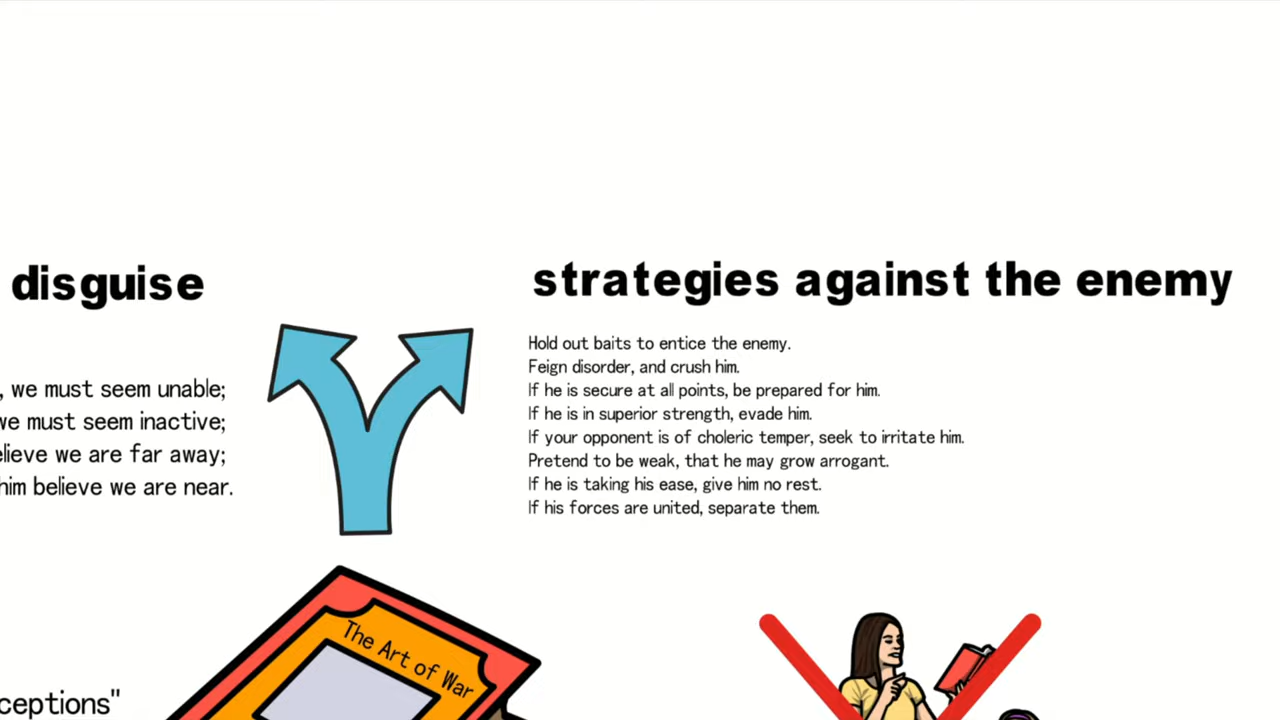 disguise
, we must seem unable;
we must seem inactive;
elieve we are far away;
him believe we are near.
strategies against the enemy
Hold out baits to entice the enemy.
Feign disorder, and crush him.
If he is secure at all points, be prepared for him.
If he is in superior strength, evade him.
If your opponent is of choleric temper, seek to irritate him.
Pretend to be weak, that he may grow arrogant.
If he is taking his ease, give him no rest.
If his forces are united, separate them.
The Art of War
ceptions"